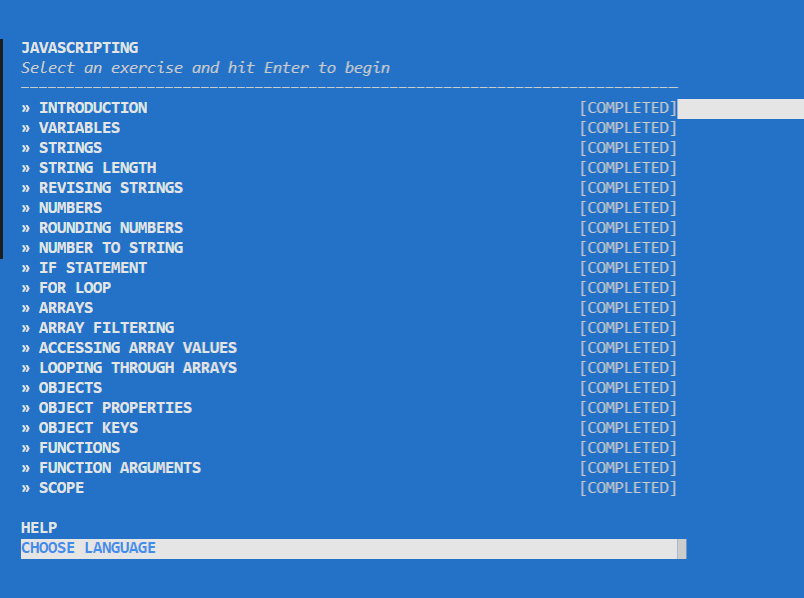 JAVASCRIPTING
Select an exercise and hit Enter to begin
» INTRODUCTION [COMPLETED]
» VARIABLES [COMPLETED]
» STRINGS [COMPLETED]
» STRING LENGTH [COMPLETED]
» REVISING STRINGS [COMPLETED]
» NUMBERS [COMPLETED]
» ROUNDING NUMBERS [COMPLETED]
» NUMBER TO STRING [COMPLETED]
» IF STATEMENT [COMPLETED]
» FOR LOOP [COMPLETED]
» ARRAYS [COMPLETED]
» ARRAY FILTERING [COMPLETED]
» ACCESSING ARRAY VALUES [COMPLETED]
» LOOPING THROUGH ARRAYS [COMPLETED]
» OBJECTS [COMPLETED]
» OBJECT PROPERTIES [COMPLETED]
» OBJECT KEYS [COMPLETED]
» FUNCTIONS [COMPLETED]
» FUNCTION ARGUMENTS [COMPLETED]
» SCOPE [COMPLETED]
HELP
CHOOSE LANGUAGE